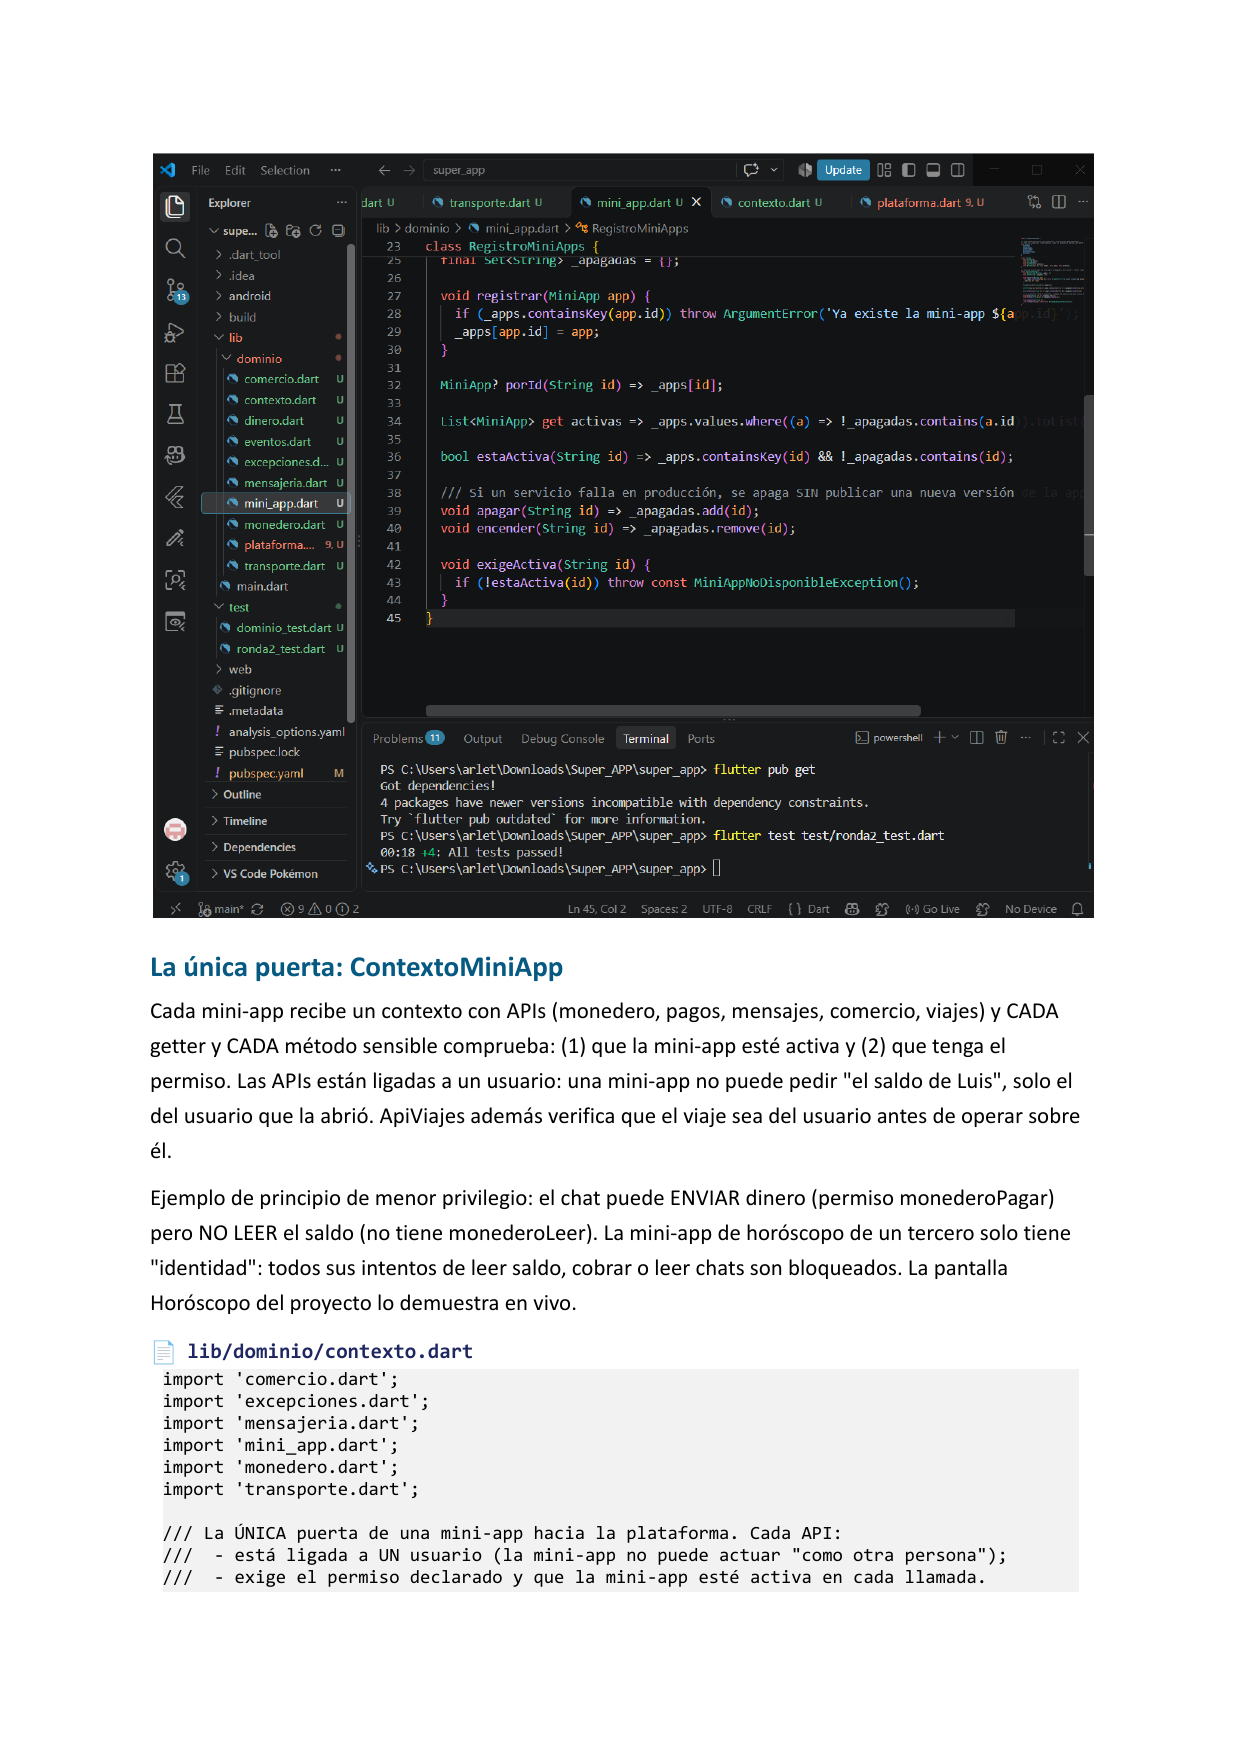 File Edit Selection ··· super_app Update
Explorer ···
dart U transporte.dart U mini_app.dart U contexto.dart U plataforma.dart 9, U ···
lib > dominio > mini_app.dart > RegistroMiniApps
supe...
.dart_tool
.idea
android
build
lib
dominio
comercio.dart U
contexto.dart U
dinero.dart U
eventos.dart U
excepciones.d... U
mensajeria.dart U
mini_app.dart U
monedero.dart U
plataforma.... 9, U
transporte.dart U
main.dart
test
dominio_test.dart U
ronda2_test.dart U
web
.gitignore
.metadata
analysis_options.yaml
pubspec.lock
pubspec.yaml M
Outline
Timeline
Dependencies
VS Code Pokémon
13
1
23 class RegistroMiniApps {
25 final Set<String> _apagadas = {};
26
27 void registrar(MiniApp app) {
28 if (_apps.containsKey(app.id)) throw ArgumentError('Ya existe la mini-app ${app.id}');
29 _apps[app.id] = app;
30 }
31
32 MiniApp? porId(String id) => _apps[id];
33
34 List<MiniApp> get activas => _apps.values.where((a) => !_apagadas.contains(a.id)).toList(
35
36 bool estaActiva(String id) => _apps.containsKey(id) && !_apagadas.contains(id);
37
38 /// Si un servicio falla en producción, se apaga SIN publicar una nueva versión de la app
39 void apagar(String id) => _apagadas.add(id);
40 void encender(String id) => _apagadas.remove(id);
41
42 void exigeActiva(String id) {
43 if (!estaActiva(id)) throw const MiniAppNoDisponibleException();
44 }
45 }
Problems 11 Output Debug Console Terminal Ports powershell ···
PS C:\Users\arlet\Downloads\Super_APP\super_app> flutter pub get
Got dependencies!
4 packages have newer versions incompatible with dependency constraints.
Try `flutter pub outdated` for more information.
PS C:\Users\arlet\Downloads\Super_APP\super_app> flutter test test/ronda2_test.dart
00:18 +4: All tests passed!
PS C:\Users\arlet\Downloads\Super_APP\super_app>
main* 9 0 2 Ln 45, Col 2 Spaces: 2 UTF-8 CRLF {} Dart Go Live No Device
La única puerta: ContextoMiniApp
Cada mini-app recibe un contexto con APIs (monedero, pagos, mensajes, comercio, viajes) y CADA
getter y CADA método sensible comprueba: (1) que la mini-app esté activa y (2) que tenga el
permiso. Las APIs están ligadas a un usuario: una mini-app no puede pedir "el saldo de Luis", solo el
del usuario que la abrió. ApiViajes además verifica que el viaje sea del usuario antes de operar sobre
él.
Ejemplo de principio de menor privilegio: el chat puede ENVIAR dinero (permiso monederoPagar)
pero NO LEER el saldo (no tiene monederoLeer). La mini-app de horóscopo de un tercero solo tiene
"identidad": todos sus intentos de leer saldo, cobrar o leer chats son bloqueados. La pantalla
Horóscopo del proyecto lo demuestra en vivo.
lib/dominio/contexto.dart
import 'comercio.dart';
import 'excepciones.dart';
import 'mensajeria.dart';
import 'mini_app.dart';
import 'monedero.dart';
import 'transporte.dart';
/// La ÚNICA puerta de una mini-app hacia la plataforma. Cada API:
/// - está ligada a UN usuario (la mini-app no puede actuar "como otra persona");
/// - exige el permiso declarado y que la mini-app esté activa en cada llamada.